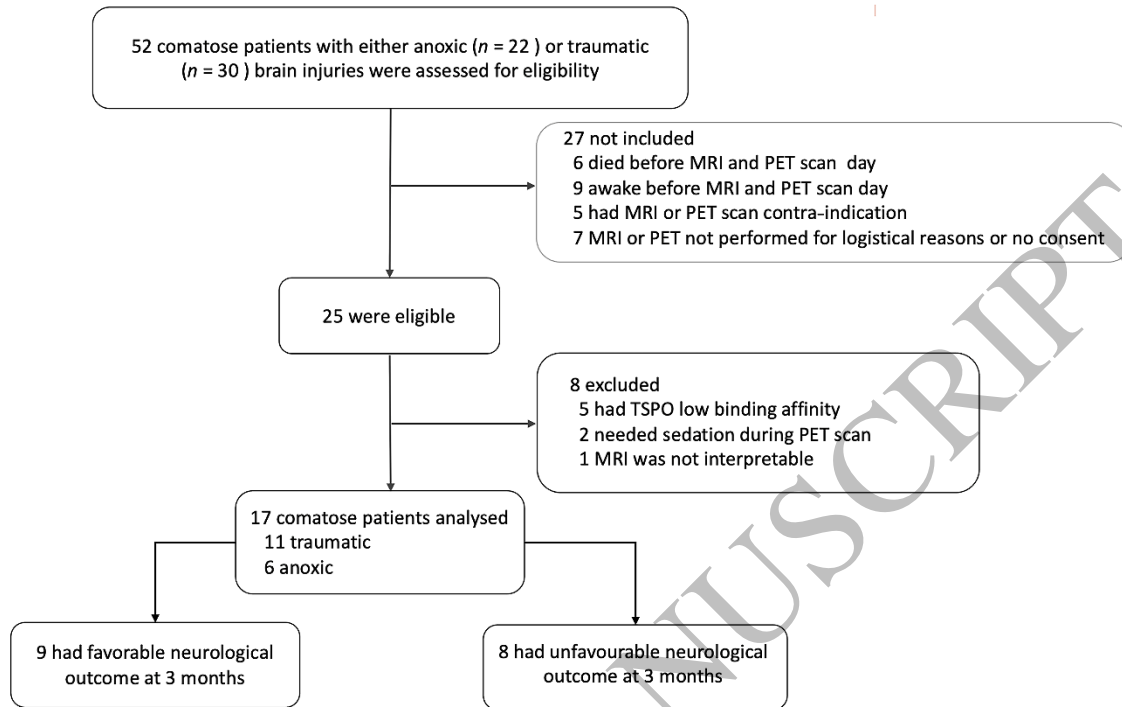 52 comatose patients with either anoxic (n = 22 ) or traumatic
(n = 30 ) brain injuries were assessed for eligibility
27 not included
6 died before MRI and PET scan day
9 awake before MRI and PET scan day
5 had MRI or PET scan contra-indication
7 MRI or PET not performed for logistical reasons or no consent
25 were eligible
8 excluded
5 had TSPO low binding affinity
2 needed sedation during PET scan
1 MRI was not interpretable
17 comatose patients analysed
11 traumatic
6 anoxic
9 had favorable neurological
outcome at 3 months
8 had unfavourable neurological
outcome at 3 months
NUSCRIPT